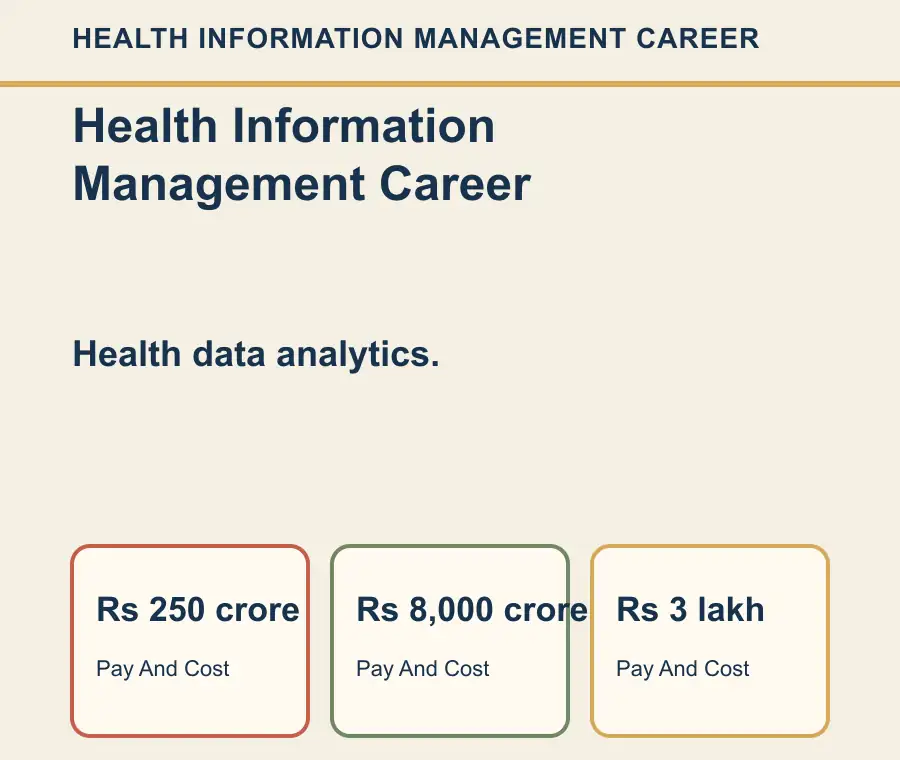 HEALTH INFORMATION MANAGEMENT CAREER
Health Information
Management Career
Health data analytics.
Rs 250 crore
Pay And Cost
Rs 8,000 crore
Pay And Cost
Rs 3 lakh
Pay And Cost